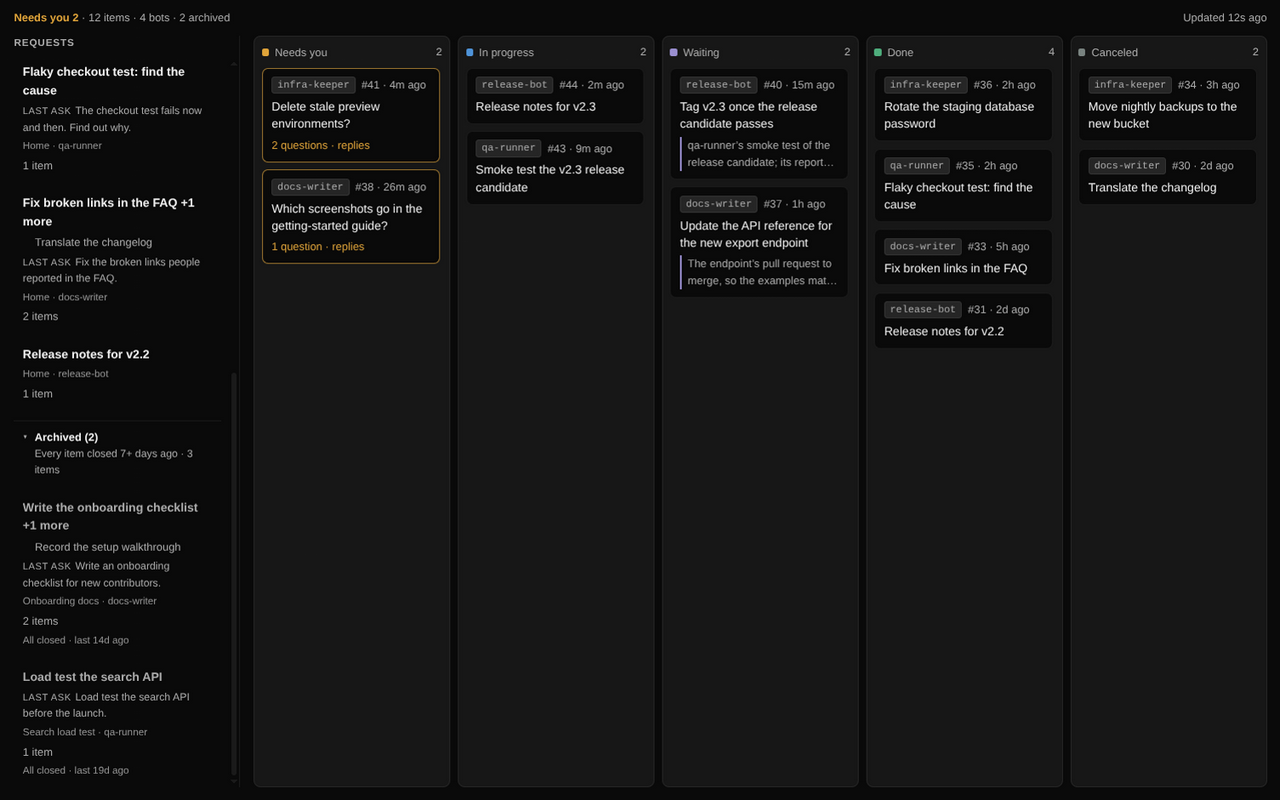 Needs you 2 · 12 items · 4 bots · 2 archived
Updated 12s ago
REQUESTS
Flaky checkout test: find the
cause
LAST ASK The checkout test fails now
and then. Find out why.
Home · qa-runner
1 item
Fix broken links in the FAQ +1
more
Translate the changelog
LAST ASK Fix the broken links people
reported in the FAQ.
Home · docs-writer
2 items
Release notes for v2.2
Home · release-bot
1 item
Archived (2)
Every item closed 7+ days ago · 3
items
Write the onboarding checklist
+1 more
Record the setup walkthrough
LAST ASK Write an onboarding
checklist for new contributors.
Onboarding docs · docs-writer
2 items
All closed · last 14d ago
Load test the search API
LAST ASK Load test the search API
before the launch.
Search load test · qa-runner
1 item
All closed · last 19d ago
Needs you 2
infra-keeper #41 · 4m ago
Delete stale preview
environments?
2 questions · replies
docs-writer #38 · 26m ago
Which screenshots go in the
getting-started guide?
1 question · replies
In progress 2
release-bot #44 · 2m ago
Release notes for v2.3
qa-runner #43 · 9m ago
Smoke test the v2.3 release
candidate
Waiting 2
release-bot #40 · 15m ago
Tag v2.3 once the release
candidate passes
qa-runner’s smoke test of the
release candidate; its report…
docs-writer #37 · 1h ago
Update the API reference for
the new export endpoint
The endpoint’s pull request to
merge, so the examples mat…
Done 4
infra-keeper #36 · 2h ago
Rotate the staging database
password
qa-runner #35 · 2h ago
Flaky checkout test: find the
cause
docs-writer #33 · 5h ago
Fix broken links in the FAQ
release-bot #31 · 2d ago
Release notes for v2.2
Canceled 2
infra-keeper #34 · 3h ago
Move nightly backups to the
new bucket
docs-writer #30 · 2d ago
Translate the changelog